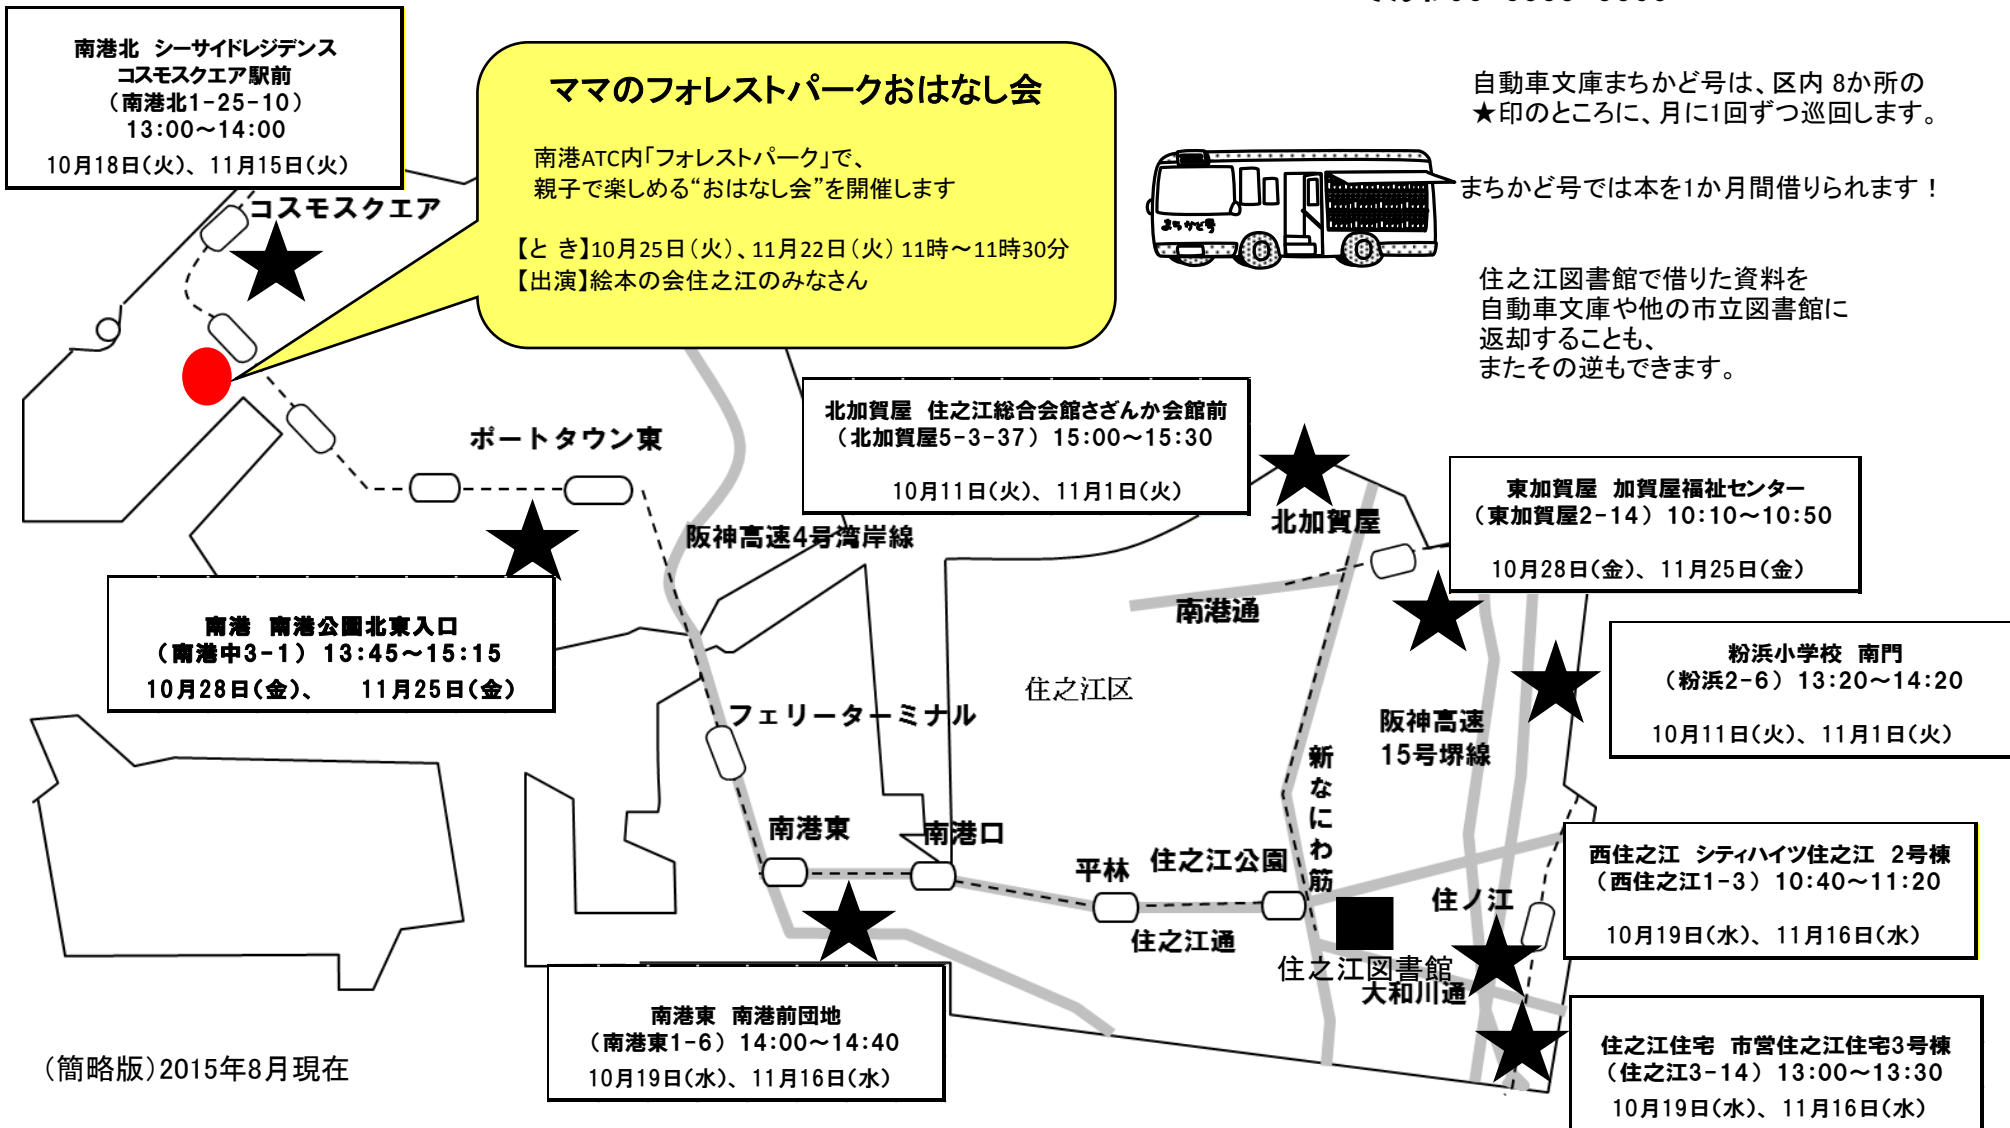 南港北 シーサイドレジデンス
コスモスクエア駅前
(南港北1-25-10)
13:00～14:00
10月18日(火)、11月15日(火)
ママのフォレストパークおはなし会
南港ATC内「フォレストパーク」で、
親子で楽しめる“おはなし会”を開催します
【と き】10月25日(火)、11月22日(火) 11時～11時30分
【出演】絵本の会住之江のみなさん
自動車文庫まちかど号は、区内 8か所の
★印のところに、月に1回ずつ巡回します。
まちかど号
まちかど号では本を1か月間借りられます！
住之江図書館で借りた資料を
自動車文庫や他の市立図書館に
返却することも、
またその逆もできます。
コスモスクエア
ポートタウン東
阪神高速4号湾岸線
北加賀屋 住之江総合会館さざんか会館前
(北加賀屋5-3-37) 15:00～15:30
10月11日(火)、11月1日(火)
北加賀屋
東加賀屋 加賀屋福祉センター
(東加賀屋2-14) 10:10～10:50
10月28日(金)、11月25日(金)
南港 南港公園北東入口
(南港中3-1) 13:45～15:15
10月28日(金)、 11月25日(金)
南港通
住之江区
粉浜小学校 南門
(粉浜2-6) 13:20～14:20
10月11日(火)、11月1日(火)
フェリーターミナル
阪神高速
15号堺線
新なにわ筋
南港東
南港口
平林
住之江公園
住之江通
住ノ江
西住之江 シティハイツ住之江 2号棟
(西住之江1-3) 10:40～11:20
10月19日(水)、11月16日(水)
住之江図書館
大和川通
南港東 南港前団地
(南港東1-6) 14:00～14:40
10月19日(水)、11月16日(水)
住之江住宅 市営住之江住宅3号棟
(住之江3-14) 13:00～13:30
10月19日(水)、11月16日(水)
(簡略版)2015年8月現在